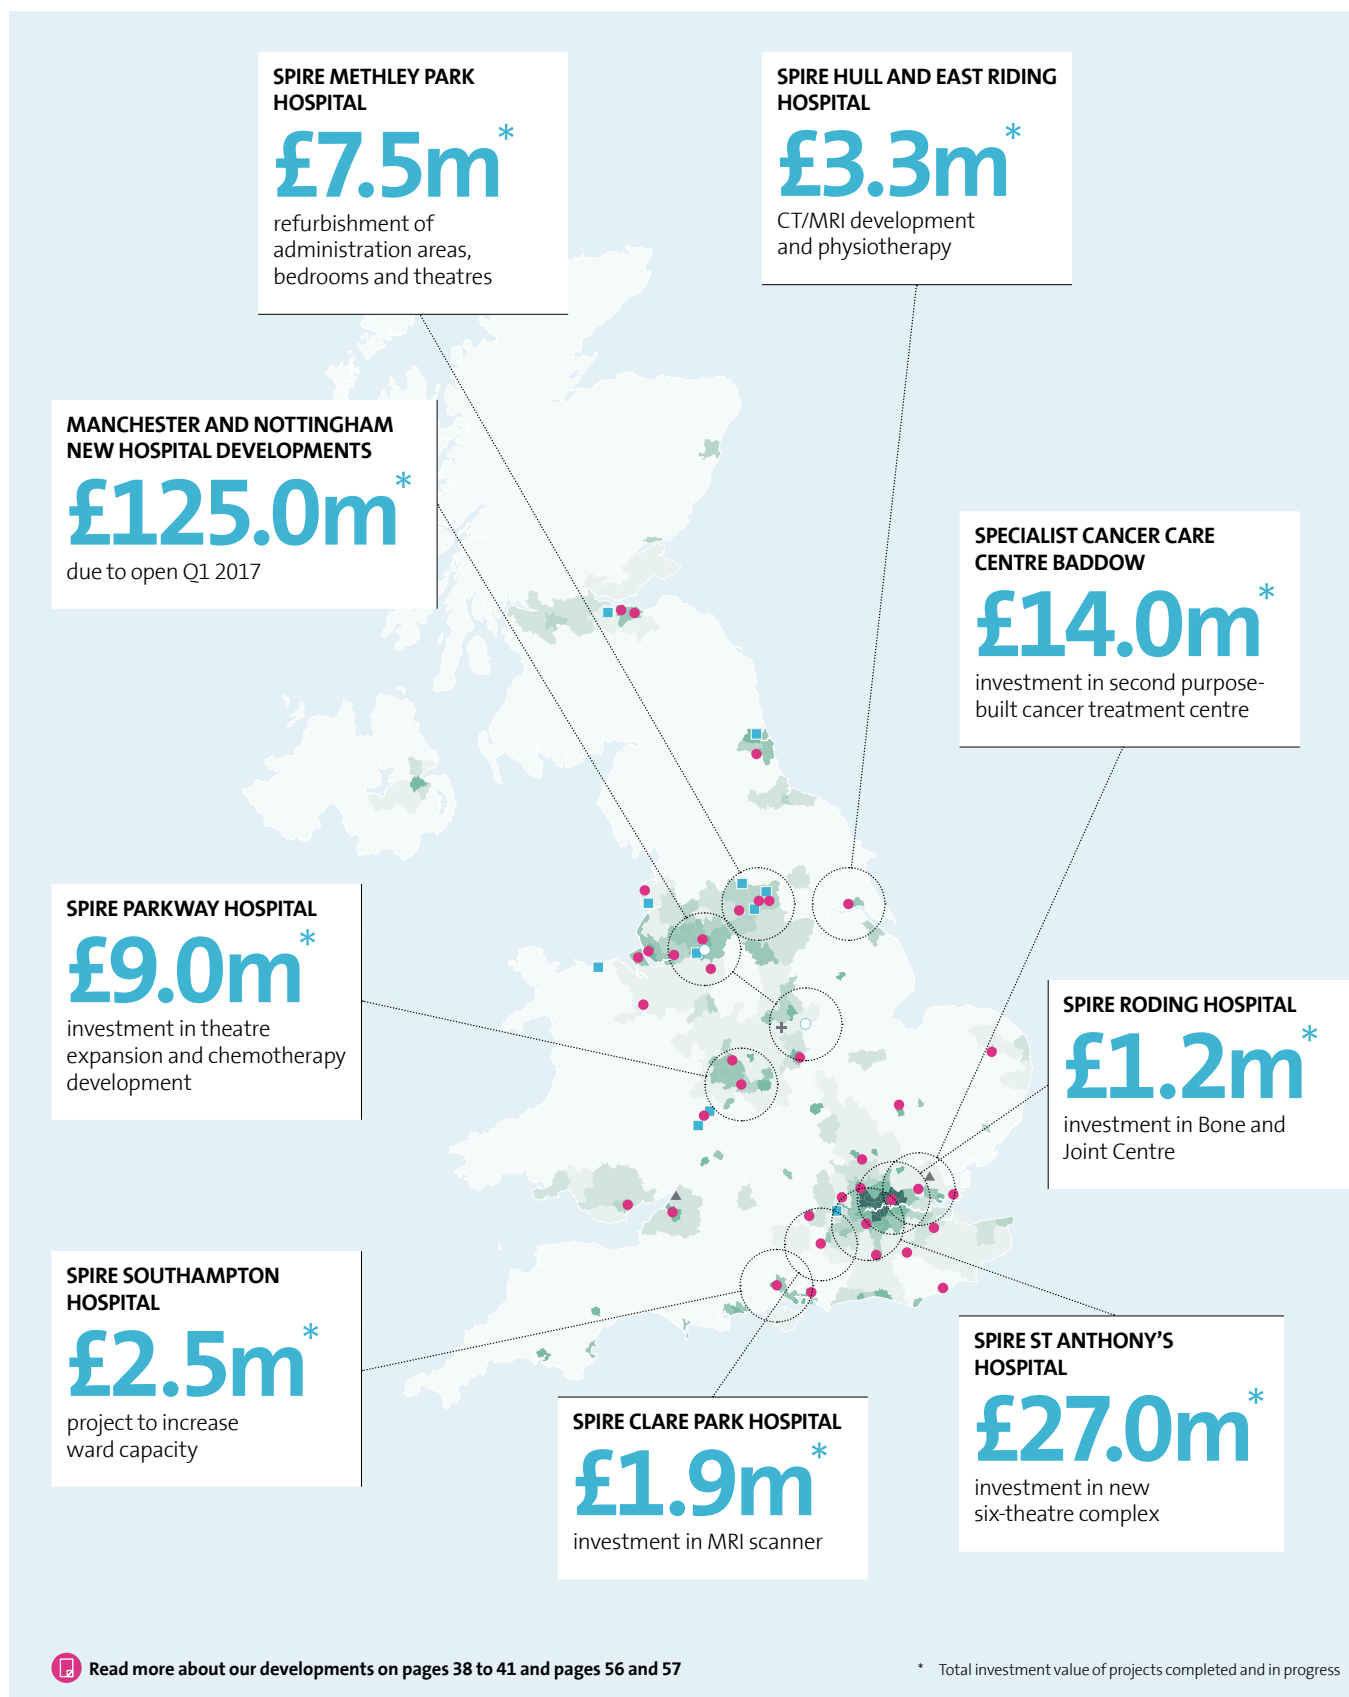 SPIRE METHLEY PARK
HOSPITAL
£7.5m*
refurbishment of
administration areas,
bedrooms and theatres
SPIRE HULL AND EAST RIDING
HOSPITAL
£3.3m*
CT/MRI development
and physiotherapy
MANCHESTER AND NOTTINGHAM
NEW HOSPITAL DEVELOPMENTS
£125.0m*
due to open Q1 2017
SPECIALIST CANCER CARE
CENTRE BADDOW
£14.0m*
investment in second purpose-
built cancer treatment centre
SPIRE PARKWAY HOSPITAL
£9.0m*
investment in theatre
expansion and chemotherapy
development
SPIRE RODING HOSPITAL
£1.2m*
investment in Bone and
Joint Centre
SPIRE SOUTHAMPTON
HOSPITAL
£2.5m*
project to increase
ward capacity
SPIRE CLARE PARK HOSPITAL
£1.9m*
investment in MRI scanner
SPIRE ST ANTHONY'S
HOSPITAL
£27.0m*
investment in new
six-theatre complex
Read more about our developments on pages 38 to 41 and pages 56 and 57
* Total investment value of projects completed and in progress